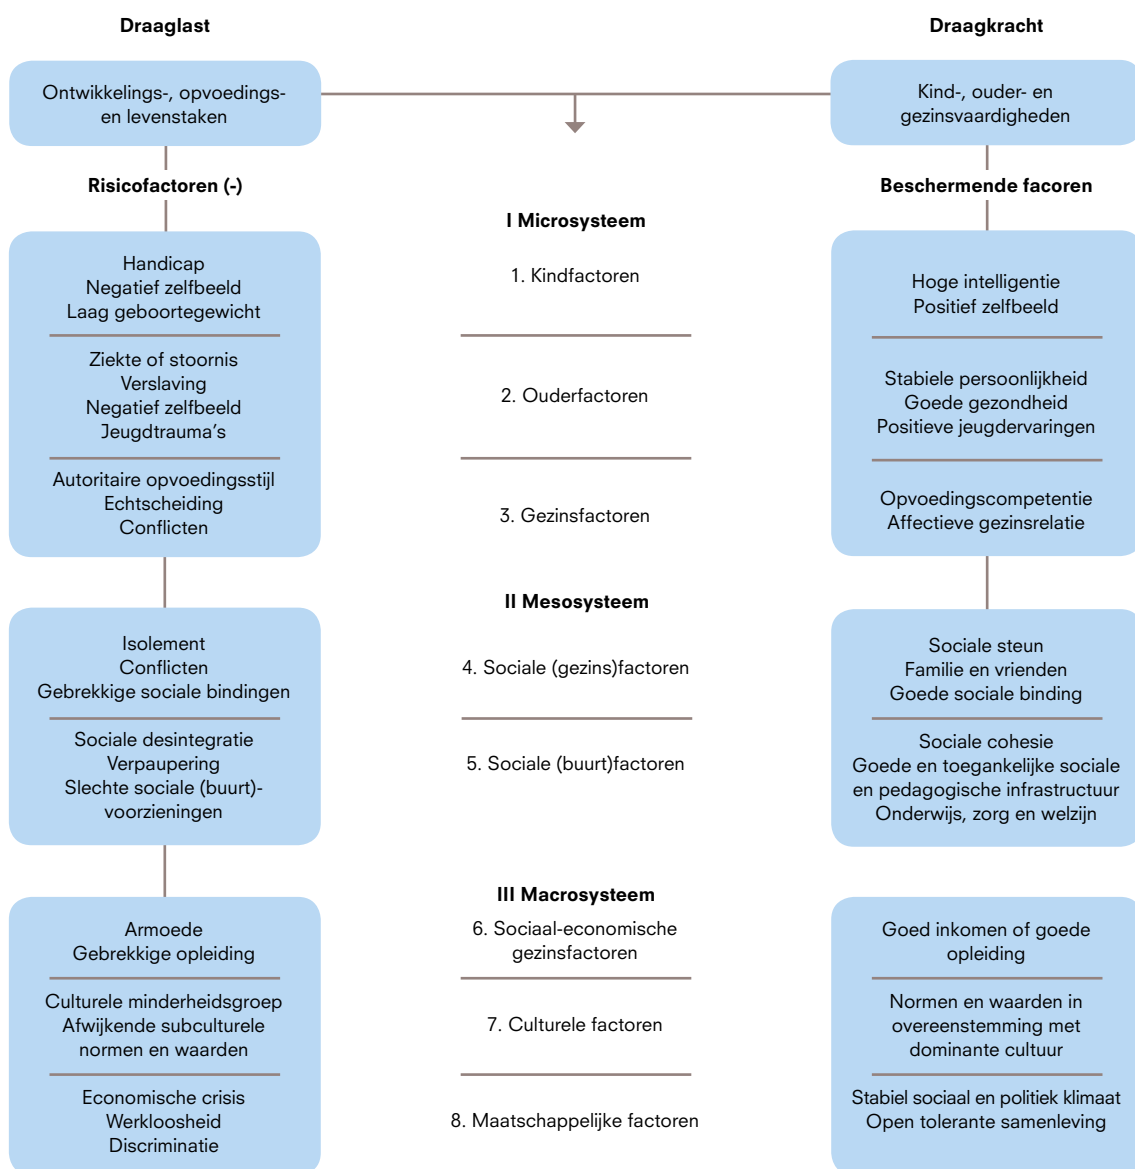 Draaglast
Draagkracht
Ontwikkelings-, opvoedings-
en levenstaken
Kind-, ouder- en
gezinsvaardigheden
Risicofactoren (-)
Beschermende facoren
I Microsysteem
Handicap
Negatief zelfbeeld
Laag geboortegewicht
1. Kindfactoren
Hoge intelligentie
Positief zelfbeeld
Ziekte of stoornis
Verslaving
Negatief zelfbeeld
Jeugdtrauma's
2. Ouderfactoren
Stabiele persoonlijkheid
Goede gezondheid
Positieve jeugdervaringen
Autoritaire opvoedingsstijl
Echtscheiding
Conflicten
3. Gezinsfactoren
Opvoedingscompetentie
Affectieve gezinsrelatie
II Mesosysteem
Isolement
Conflicten
Gebrekkige sociale bindingen
4. Sociale (gezins)factoren
Sociale steun
Familie en vrienden
Goede sociale binding
Sociale desintegratie
Verpaupering
Slechte sociale (buurt)-
voorzieningen
5. Sociale (buurt)factoren
Sociale cohesie
Goede en toegankelijke sociale
en pedagogische infrastructuur
Onderwijs, zorg en welzijn
III Macrosysteem
Armoede
Gebrekkige opleiding
6. Sociaal-economische
gezinsfactoren
Goed inkomen of goede
opleiding
Culturele minderheidsgroep
Afwijkende subculturele
normen en waarden
7. Culturele factoren
Normen en waarden in
overeenstemming met
dominante cultuur
Economische crisis
Werkloosheid
Discriminatie
8. Maatschappelijke factoren
Stabiel sociaal en politiek klimaat
Open tolerante samenleving